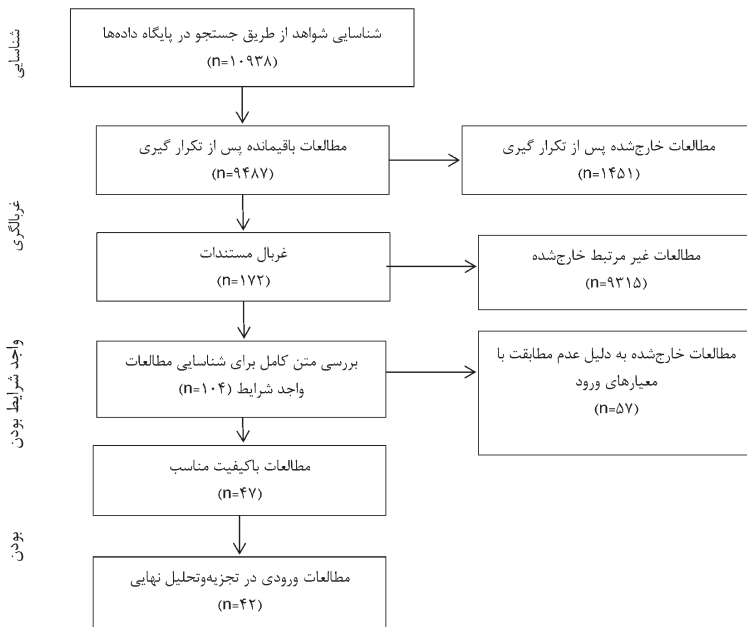 شناسایی
شناسایی شواهد از طریق جستجو در پایگاه داده‌ها
(n=۱۰۹۳۸)
غربالگری
مطالعات باقیمانده پس از تکرار گیری
(n=۹۴۸۷)
مطالعات خارج‌شده پس از تکرار گیری
(n=۱۴۵۱)
غربال مستندات
(n=۱۷۲)
مطالعات غیر مرتبط خارج‌شده
(n=۹۳۱۵)
واجد شرایط بودن
بررسی متن کامل برای شناسایی مطالعات
واجد شرایط (n=۱۰۴)
مطالعات خارج‌شده به دلیل عدم مطابقت با
معیارهای ورود
(n=۵۷)
مطالعات باکیفیت مناسب
(n=۴۷)
بودن
مطالعات ورودی در تجزیه‌وتحلیل نهایی
(n=۴۲)